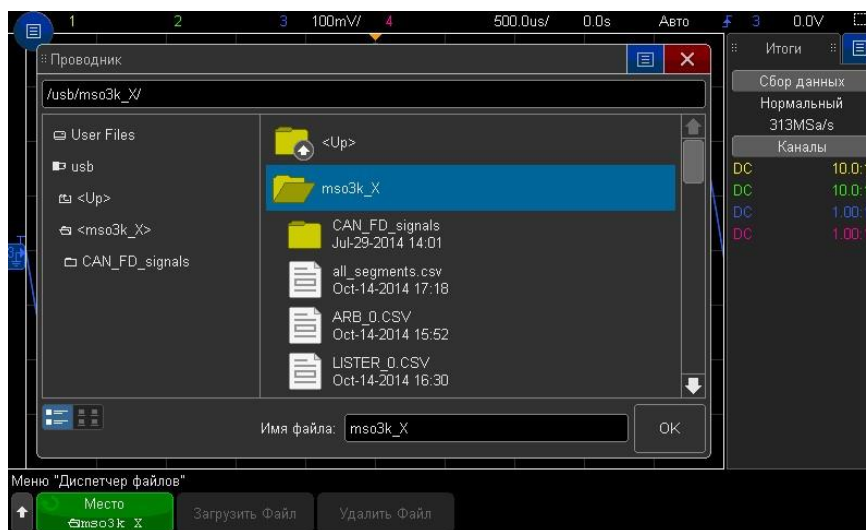 1 2 3 100mV/ 4 500.0us/ 0.0s Авто 3 0.0V
Проводник
/usb/mso3k_X/
User Files
usb
<Up>
<mso3k_X>
CAN_FD_signals
<Up>
mso3k_X
CAN_FD_signals
Jul-29-2014 14:01
all_segments.csv
Oct-14-2014 17:18
ARB_0.CSV
Oct-14-2014 15:52
LISTER_0.CSV
Oct-14-2014 16:30
Имя файла: mso3k_X
OK
Итоги
Сбор данных
Нормальный
313MSa/s
Каналы
DC 10.0:
DC 10.0:
DC 1.00:
DC 1.00:
Меню "Диспетчер файлов"
Место
mso3k_X
Загрузить Файл
Удалить Файл